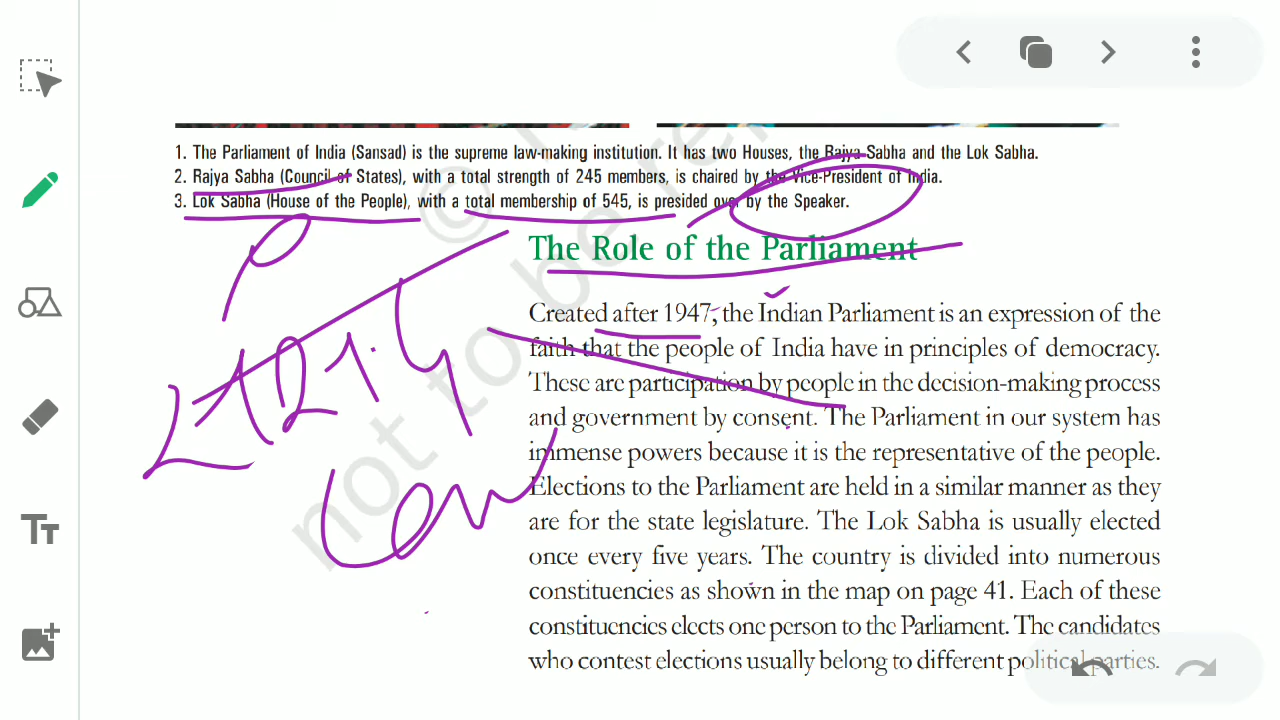 1. The Parliament of India (Sansad) is the supreme law-making institution. It has two Houses, the Rajya Sabha and the Lok Sabha.
2. Rajya Sabha (Council of States), with a total strength of 245 members, is chaired by the Vice-President of India.
3. Lok Sabha (House of the People), with a total membership of 545, is presided over by the Speaker.
The Role of the Parliament
Created after 1947, the Indian Parliament is an expression of the
faith that the people of India have in principles of democracy.
These are participation by people in the decision-making process
and government by consent. The Parliament in our system has
immense powers because it is the representative of the people.
Elections to the Parliament are held in a similar manner as they
are for the state legislature. The Lok Sabha is usually elected
once every five years. The country is divided into numerous
constituencies as shown in the map on page 41. Each of these
constituencies elects one person to the Parliament. The candidates
who contest elections usually belong to different political parties.
not to be rep
©
Law
Tт